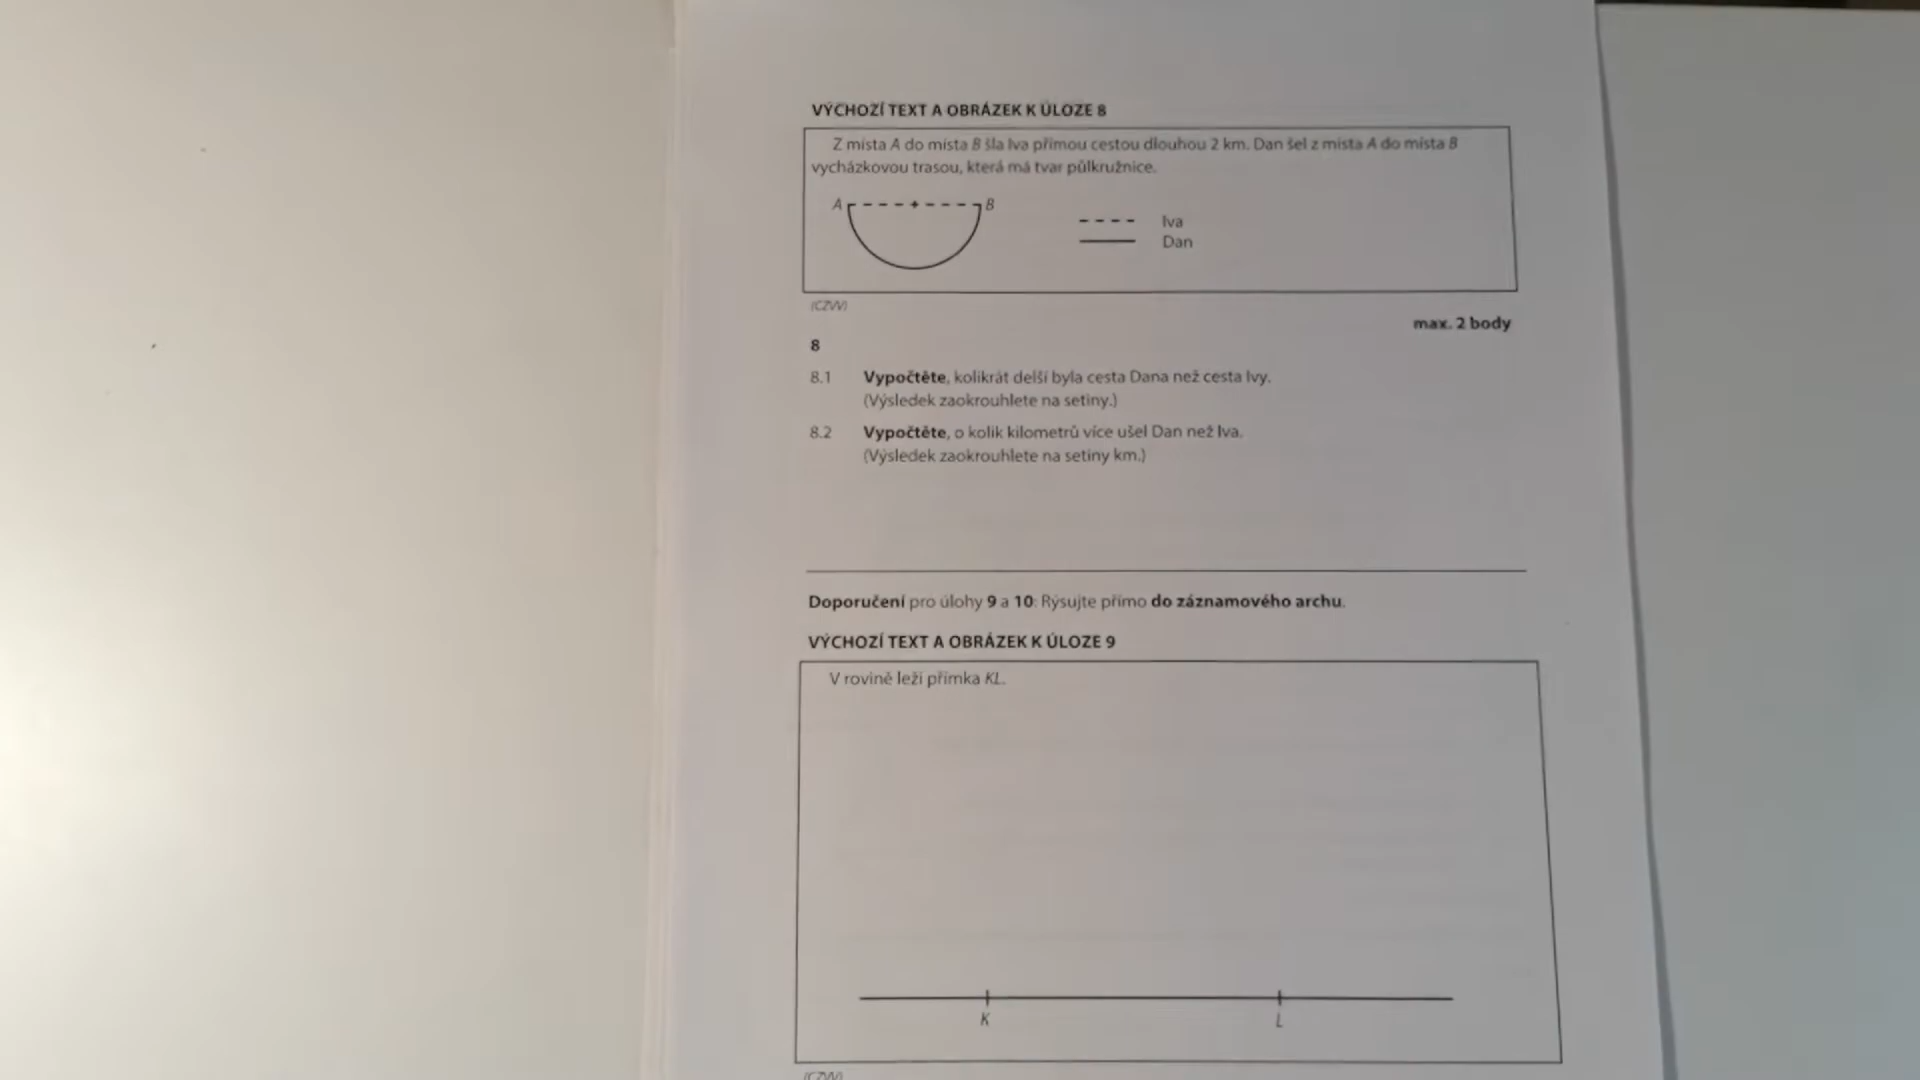 VÝCHOZÍ TEXT A OBRÁZEK K ÚLOZE 8
Z místa A do místa B šla Iva přímou cestou dlouhou 2 km. Dan šel z místa A do místa B
vycházkovou trasou, která má tvar půlkružnice.
A B
Iva
Dan
(CZVV)
max. 2 body
8
8.1 Vypočtěte, kolikrát delší byla cesta Dana než cesta Ivy.
(Výsledek zaokrouhlete na setiny.)
8.2 Vypočtěte, o kolik kilometrů více ušel Dan než Iva.
(Výsledek zaokrouhlete na setiny km.)
Doporučení pro úlohy 9 a 10: Rýsujte přímo do záznamového archu.
VÝCHOZÍ TEXT A OBRÁZEK K ÚLOZE 9
V rovině leží přímka KL.
K L
(CZVV)